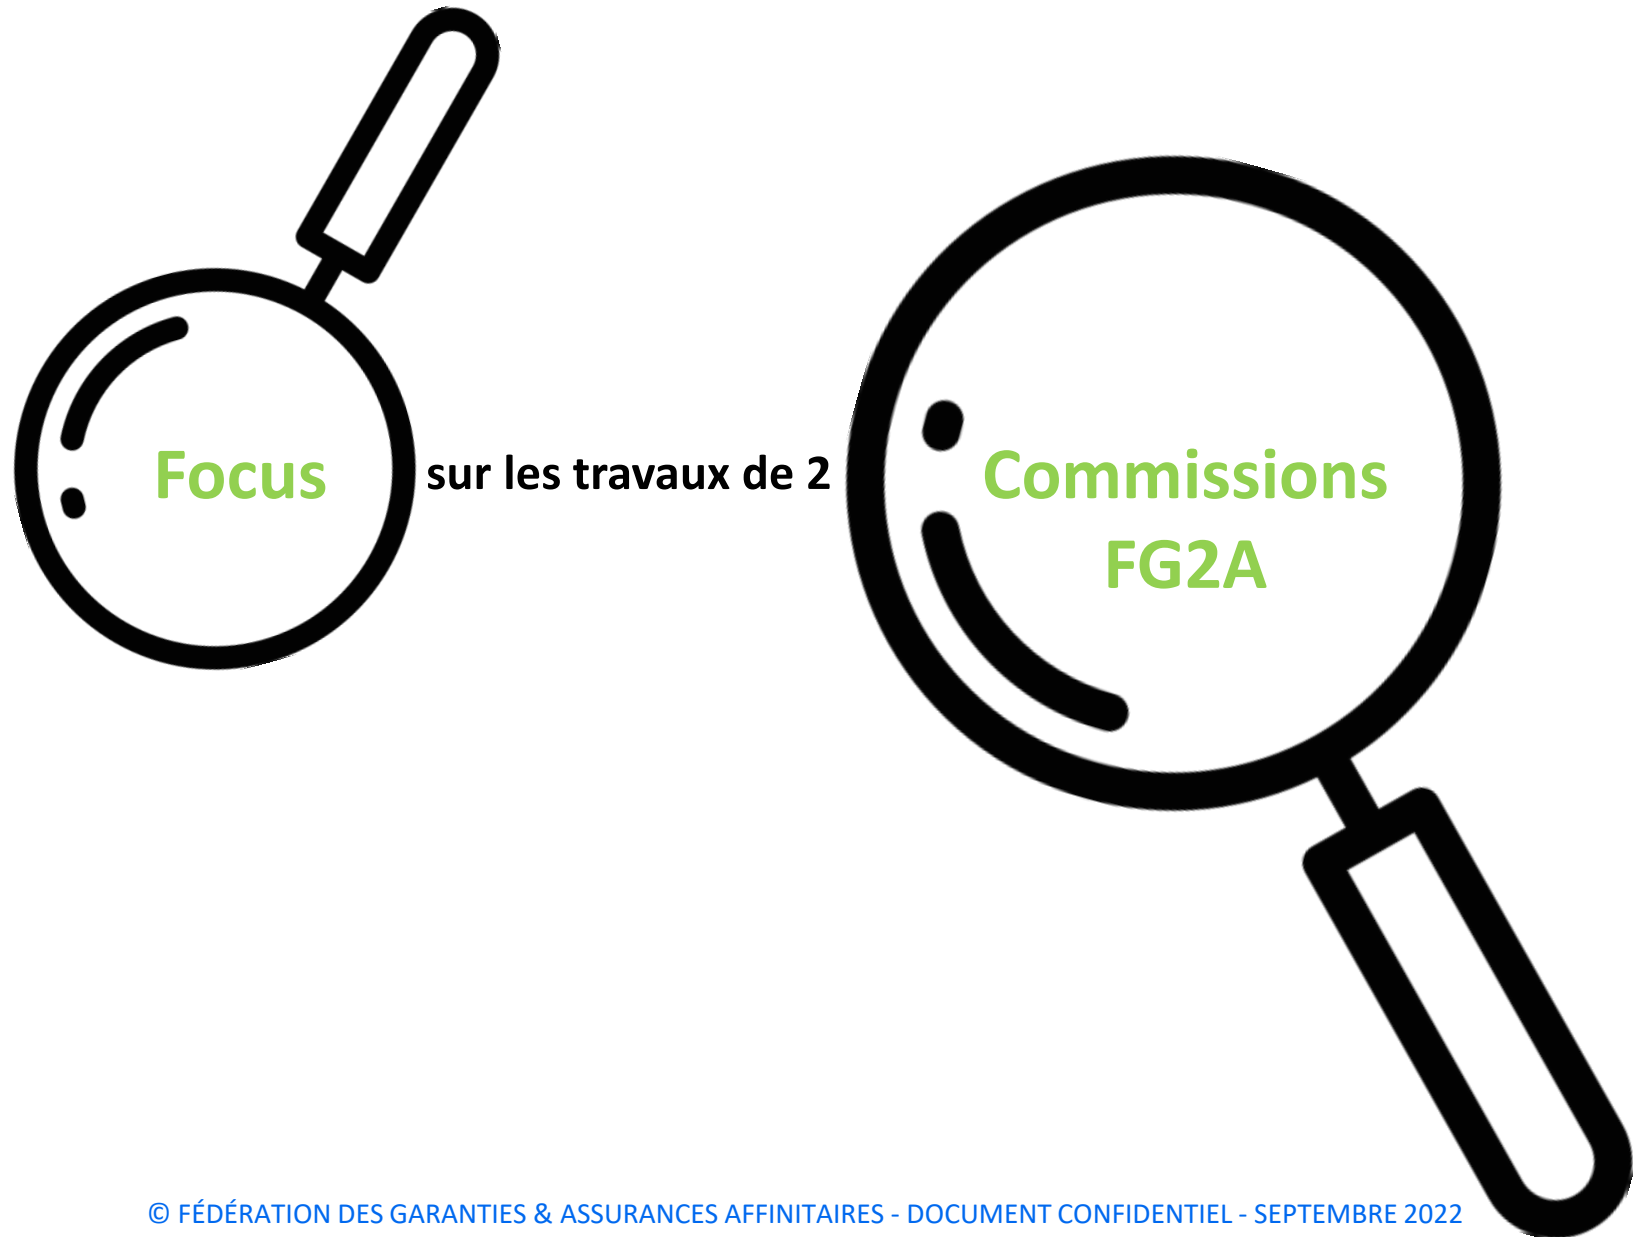 Focus sur les travaux de 2 Commissions
FG2A
© FÉDÉRATION DES GARANTIES & ASSURANCES AFFINITAIRES - DOCUMENT CONFIDENTIEL - SEPTEMBRE 2022